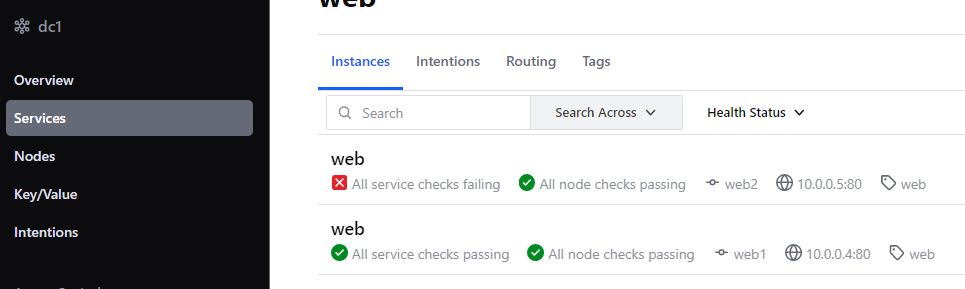 web
dc1
Overview
Services
Nodes
Key/Value
Intentions
Instances Intentions Routing Tags
Search Search Across Health Status
web
All service checks failing All node checks passing web2 10.0.0.5:80 web
web
All service checks passing All node checks passing web1 10.0.0.4:80 web